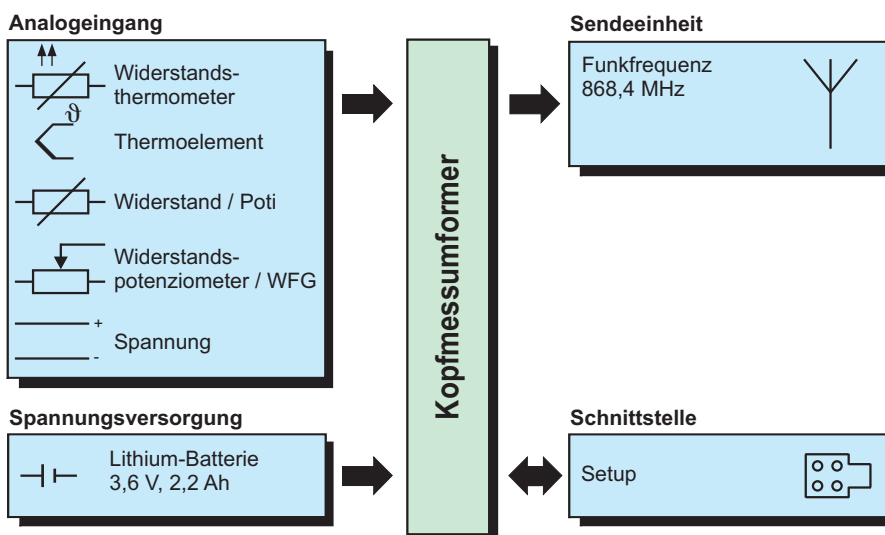 Analogeingang
Widerstands-
thermometer
ϑ
Thermoelement
Widerstand / Poti
Widerstands-
potenziometer / WFG
+
Spannung
-
Spannungsversorgung
Lithium-Batterie
3,6 V, 2,2 Ah
Kopfmessumformer
Sendeeinheit
Funkfrequenz
868,4 MHz
Schnittstelle
Setup